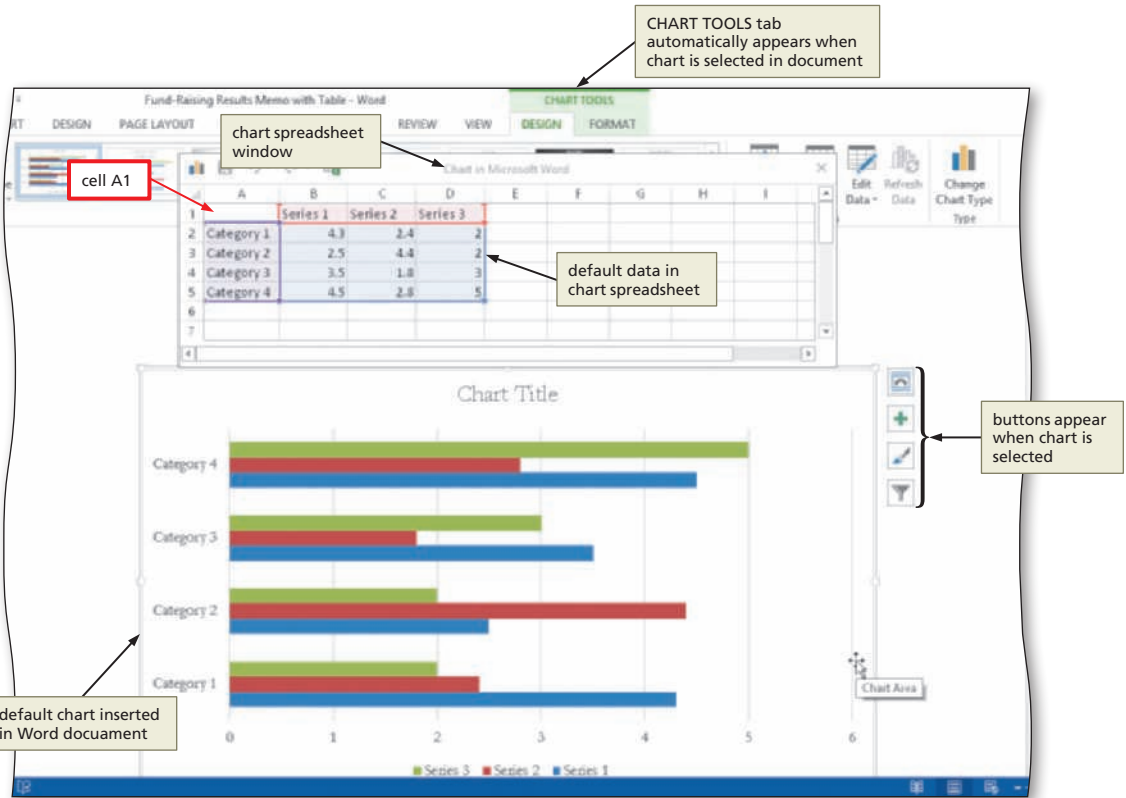 CHART TOOLS tab
automatically appears when
chart is selected in document
Fund-Raising Results Memo with Table - Word
CHART TOOLS
RT DESIGN PAGE LAYOUT REVIEW VIEW DESIGN FORMAT
chart spreadsheet
window
Chart in Microsoft Word
cell A1
Edit
Data
Refresh
Data
Change
Chart Type
Type
A B C D E F G H I
1 Series 1 Series 2 Series 3
2 Category 1 4.3 2.4 2
3 Category 2 2.5 4.4 2
4 Category 3 3.5 1.8 3
5 Category 4 4.5 2.8 5
6
7
default data in
chart spreadsheet
Chart Title
buttons appear
when chart is
selected
Category 4
Category 3
Category 2
Category 1
Chart Area
default chart inserted
in Word docuament
0 1 2 3 4 5 6
Series 3 Series 2 Series 1